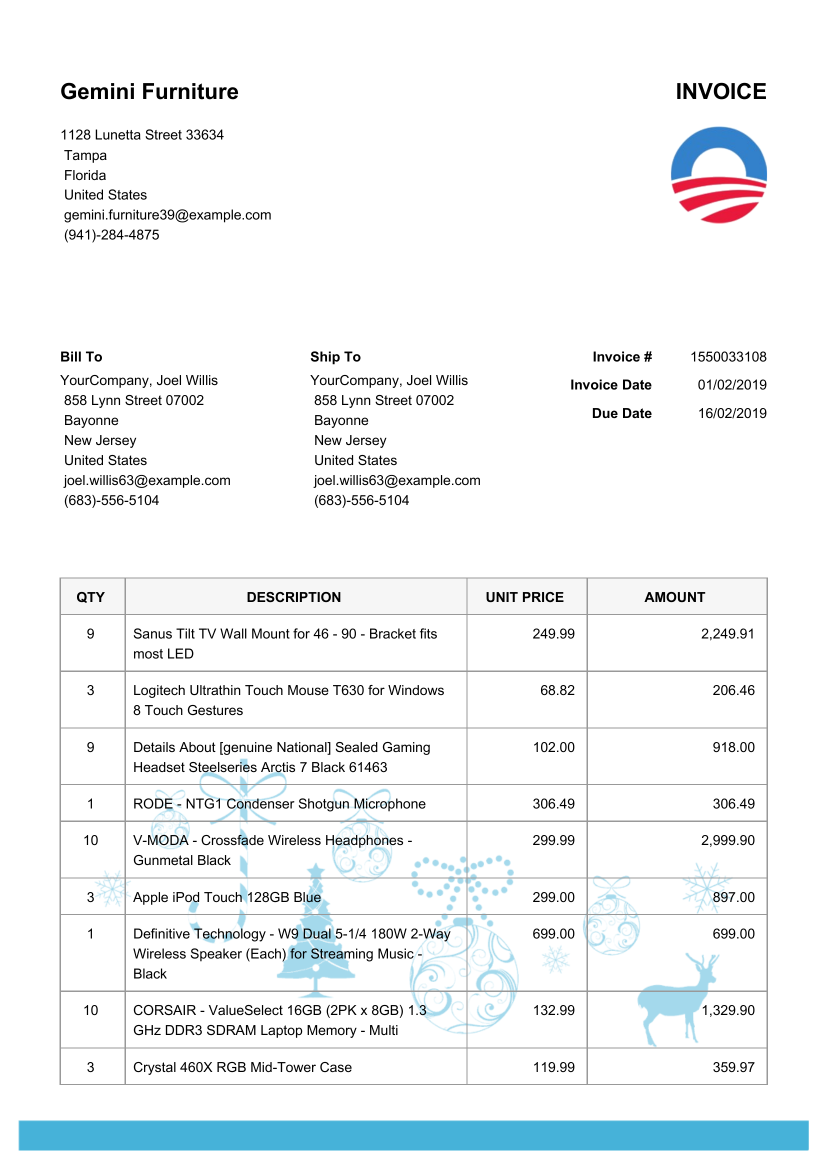 Gemini Furniture
INVOICE
1128 Lunetta Street 33634
Tampa
Florida
United States
gemini.furniture39@example.com
(941)-284-4875
Bill To
YourCompany, Joel Willis
858 Lynn Street 07002
Bayonne
New Jersey
United States
joel.willis63@example.com
(683)-556-5104
Ship To
YourCompany, Joel Willis
858 Lynn Street 07002
Bayonne
New Jersey
United States
joel.willis63@example.com
(683)-556-5104
Invoice # 1550033108
Invoice Date 01/02/2019
Due Date 16/02/2019
QTY DESCRIPTION UNIT PRICE AMOUNT
9 Sanus Tilt TV Wall Mount for 46 - 90 - Bracket fits 249.99 2,249.91
most LED
3 Logitech Ultrathin Touch Mouse T630 for Windows 68.82 206.46
8 Touch Gestures
9 Details About [genuine National] Sealed Gaming 102.00 918.00
Headset Steelseries Arctis 7 Black 61463
1 RODE - NTG1 Condenser Shotgun Microphone 306.49 306.49
10 V-MODA - Crossfade Wireless Headphones - 299.99 2,999.90
Gunmetal Black
3 Apple iPod Touch 128GB Blue 299.00 897.00
1 Definitive Technology - W9 Dual 5-1/4 180W 2-Way 699.00 699.00
Wireless Speaker (Each) for Streaming Music -
Black
10 CORSAIR - ValueSelect 16GB (2PK x 8GB) 1.3 132.99 1,329.90
GHz DDR3 SDRAM Laptop Memory - Multi
3 Crystal 460X RGB Mid-Tower Case 119.99 359.97